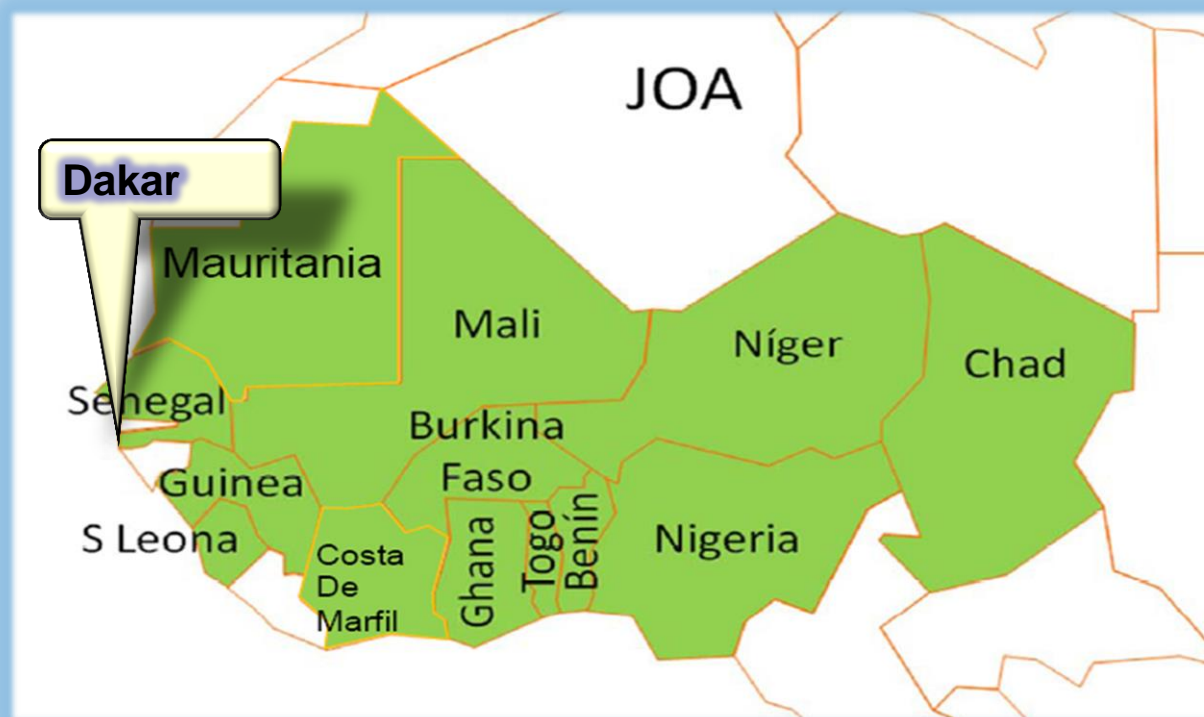 JOA
Dakar
Mauritania
Mali
Níger
Chad
Senegal
Burkina
Faso
Guinea
S Leona
Costa
De
Marfil
Ghana
Togo
Benín
Nigeria